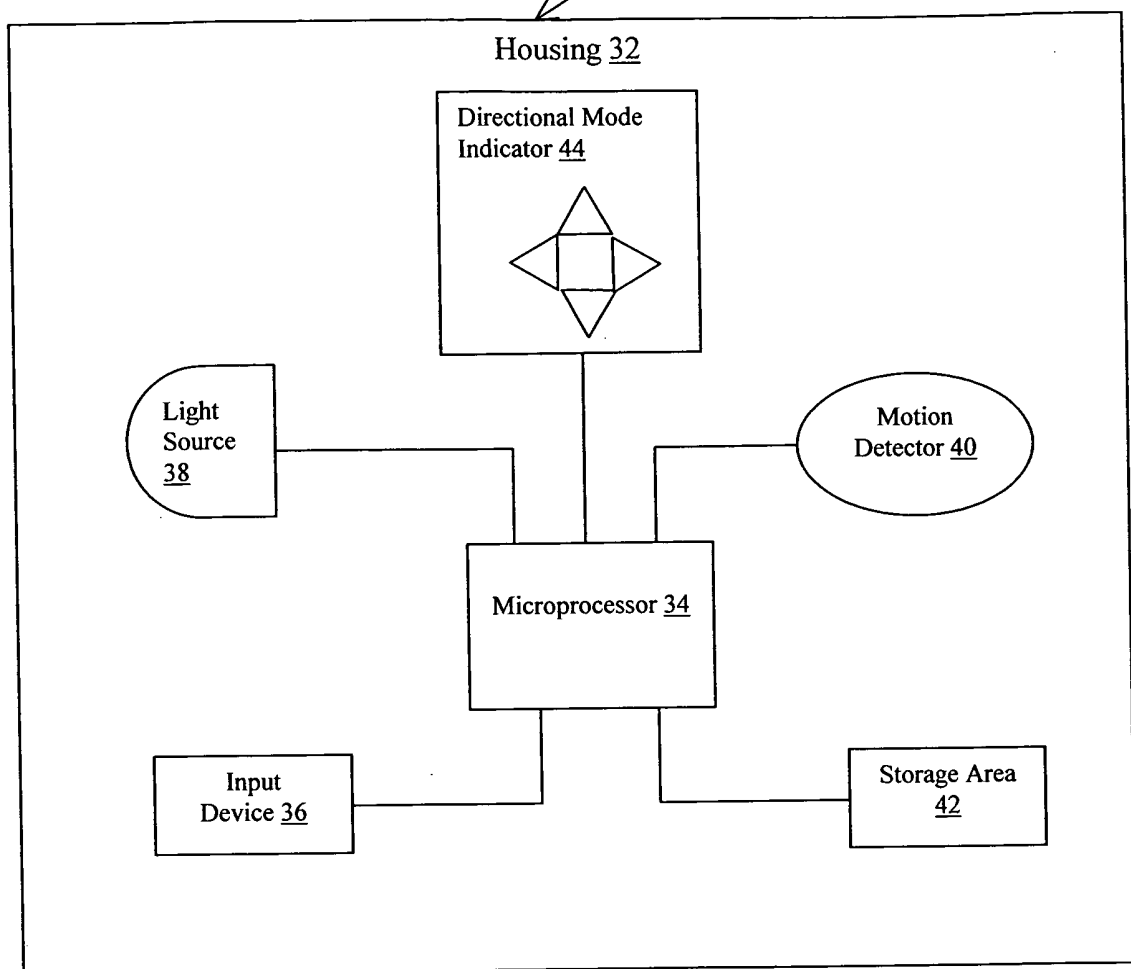 Housing 32
Directional Mode
Indicator 44
Light
Source
38
Motion
Detector 40
Microprocessor 34
Input
Device 36
Storage Area
42